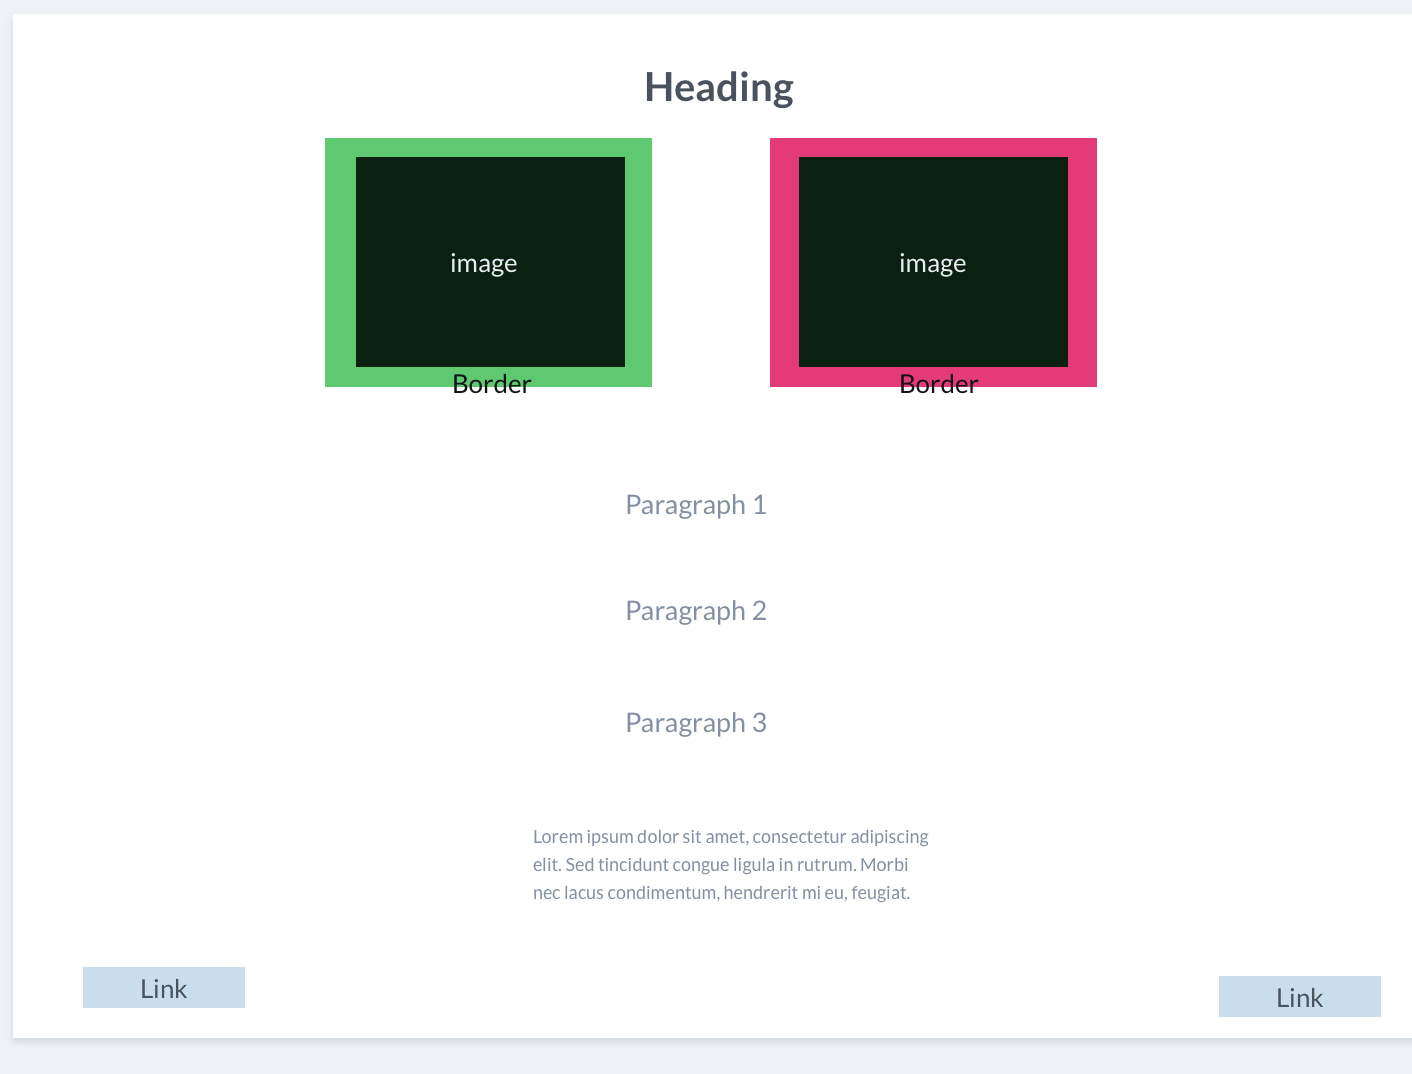 Heading
image
image
Border
Border
Paragraph 1
Paragraph 2
Paragraph 3
Lorem ipsum dolor sit amet, consectetur adipiscing
elit. Sed tincidunt congue ligula in rutrum. Morbi
nec lacus condimentum, hendrerit mi eu, feugiat.
Link
Link